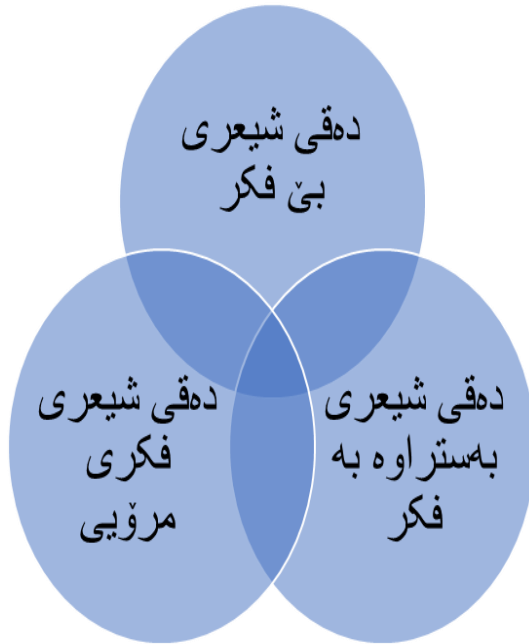 دەقی شیعری
بێ فکر
دەقی شیعری
بەستراوە بە
فکر
دەقی شیعری
فکری
مرۆیی